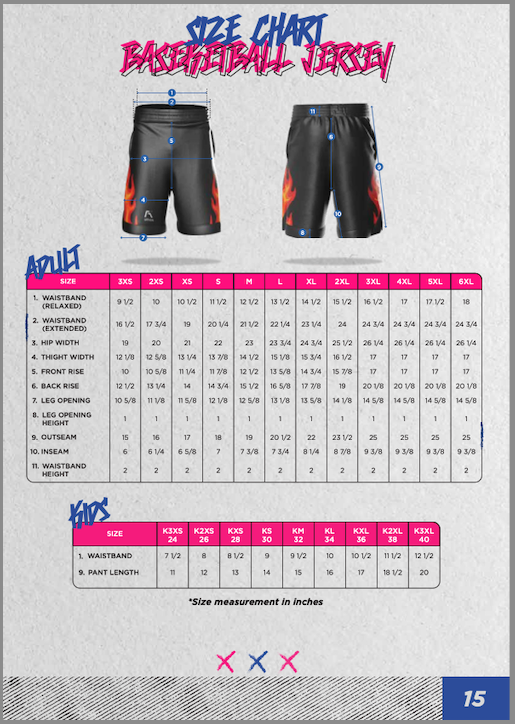 SIZE CHART
BASEKETBALL JERSEY
1
2
5
3
4
7
11
6
9
10
8
ADULT
SIZE 3XS 2XS XS S M L XL 2XL 3XL 4XL 5XL 6XL
1. WAISTBAND (RELAXED) 9 1/2 10 10 1/2 11 1/2 12 1/2 13 1/2 14 1/2 15 1/2 16 1/2 17 17 1/2 18
2. WAISTBAND (EXTENDED) 16 1/2 17 3/4 19 20 1/4 21 1/2 22 1/4 23 1/4 24 24 3/4 24 3/4 24 3/4 24 3/4
3. HIP WIDTH 19 20 21 22 23 23 3/4 24 3/4 25 1/2 26 1/4 26 1/4 26 1/4 26 1/4
4. THIGHT WIDTH 12 1/8 12 5/8 13 1/4 13 7/8 14 1/2 15 1/8 15 3/4 16 1/2 17 17 17 17
5. FRONT RISE 10 10 5/8 11 1/4 11 7/8 12 1/2 13 5/8 14 3/4 15 7/8 17 17 17 17
6. BACK RISE 12 1/2 13 1/4 14 14 3/4 15 1/2 16 5/8 17 7/8 19 20 1/8 20 1/8 20 1/8 20 1/8
7. LEG OPENING 10 5/8 11 1/8 11 5/8 12 1/8 12 5/8 13 1/8 13 5/8 14 1/8 14 5/8 14 5/8 14 5/8 14 5/8
8. LEG OPENING HEIGHT 1 1 1 1 1 1 1 1 1 1 1 1
9. OUTSEAM 15 16 17 18 19 20 1/2 22 23 1/2 25 25 25 25
10. INSEAM 6 6 1/4 6 5/8 7 7 3/8 7 3/4 8 1/4 8 7/8 9 3/8 9 3/8 9 3/8 9 3/8
11. WAISTBAND HEIGHT 2 2 2 2 2 2 2 2 2 2 2 2
KIDS
SIZE K3XS 24 K2XS 26 KXS 28 KS 30 KM 32 KL 34 KXL 36 K2XL 38 K3XL 40
1. WAISTBAND 7 1/2 8 8 1/2 9 9 1/2 10 10 1/2 11 1/2 12 1/2
9. PANT LENGTH 11 12 13 14 15 16 17 18 1/2 20
*Size measurement in inches
15